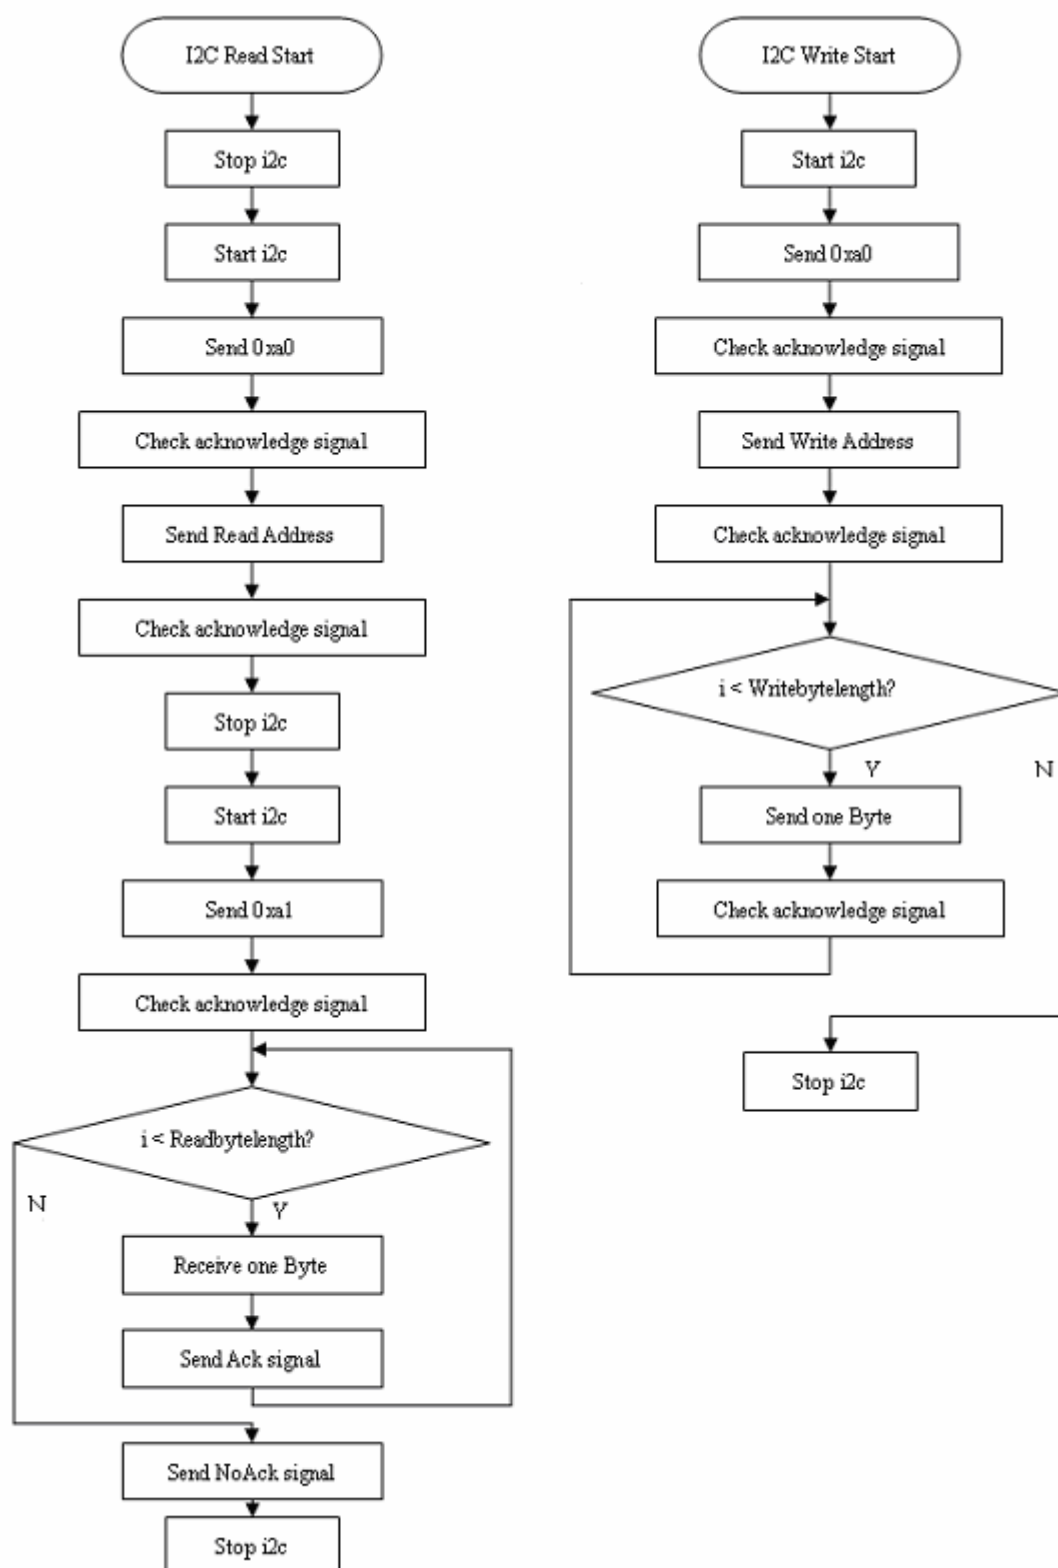 I2C Read Start
Stop i2c
Start i2c
Send 0xa0
Check acknowledge signal
Send Read Address
Check acknowledge signal
Stop i2c
Start i2c
Send 0xa1
Check acknowledge signal
i < Readbytelength?
N
Y
Receive one Byte
Send Ack signal
Send NoAck signal
Stop i2c
I2C Write Start
Start i2c
Send 0xa0
Check acknowledge signal
Send Write Address
Check acknowledge signal
i < Writebytelength?
Y
N
Send one Byte
Check acknowledge signal
Stop i2c